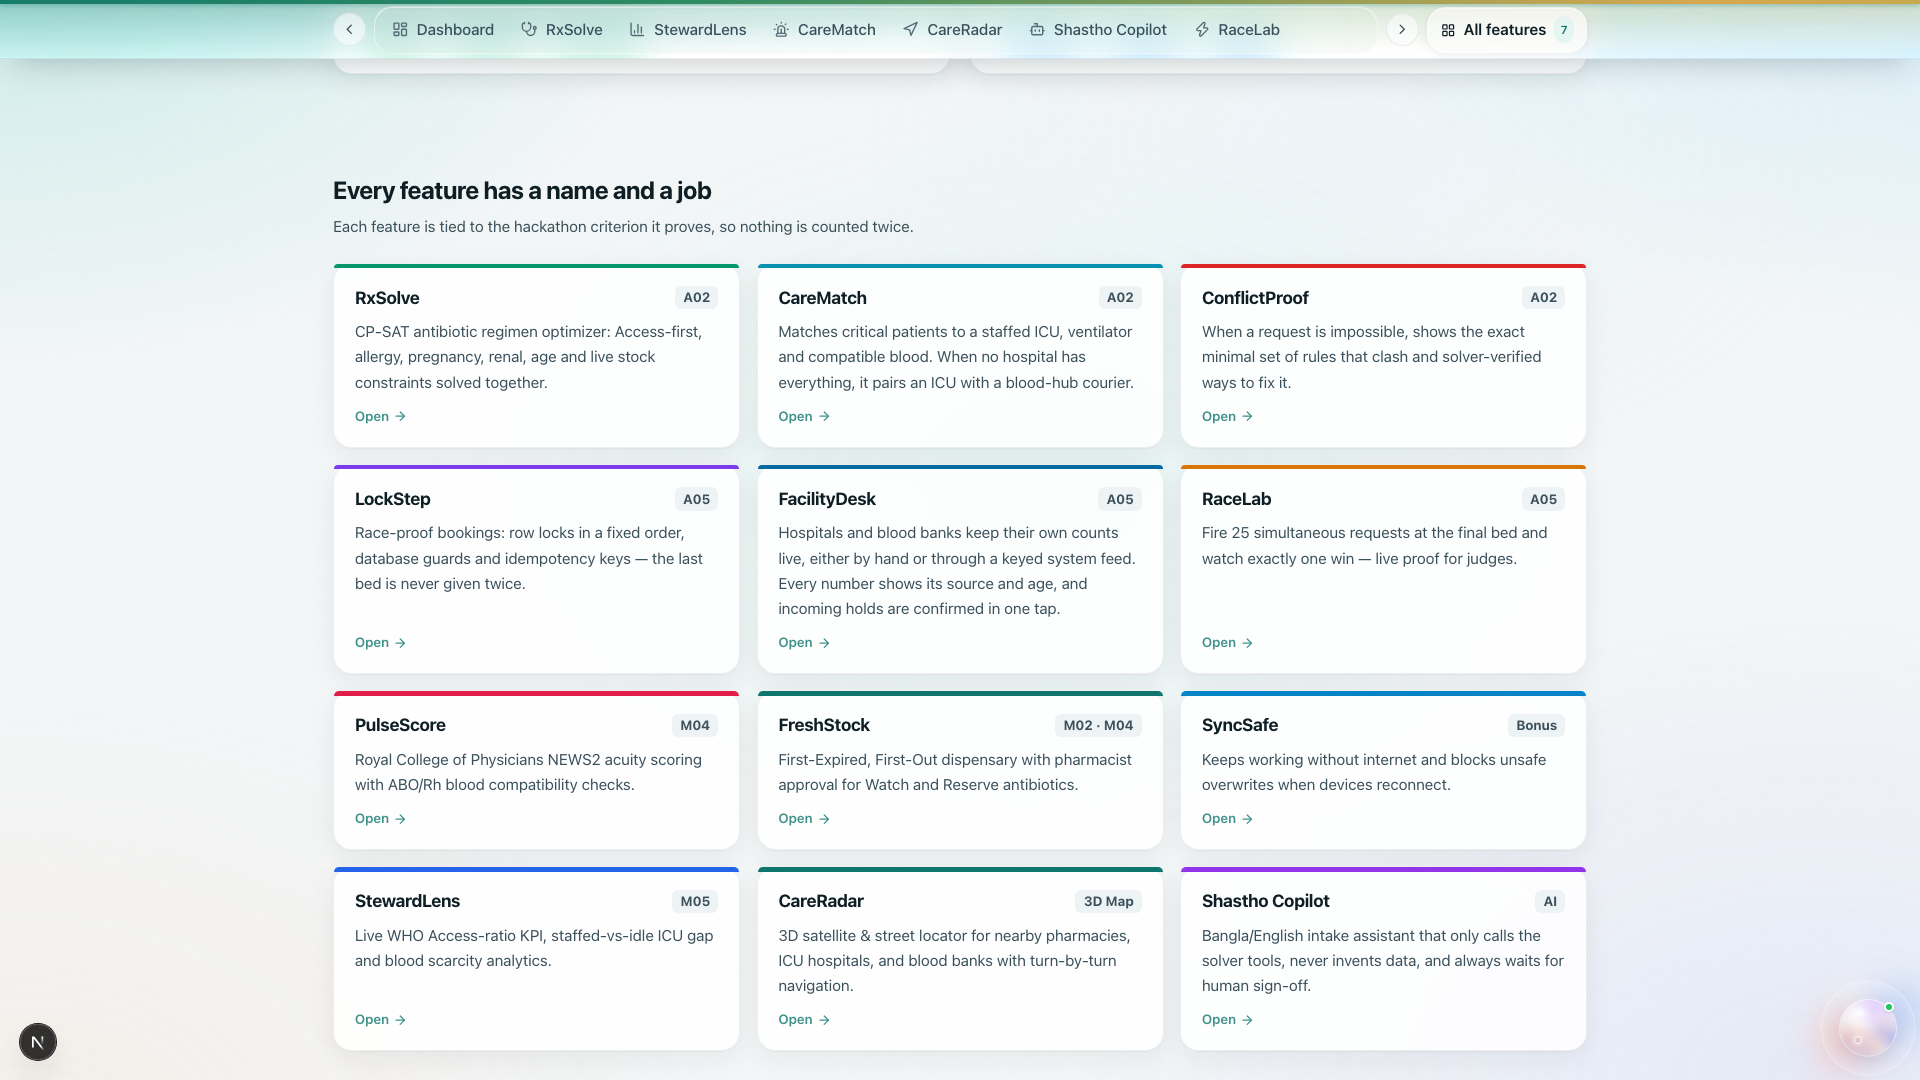 Dashboard RxSolve StewardLens CareMatch CareRadar Shastho Copilot RaceLab All features 7
Every feature has a name and a job
Each feature is tied to the hackathon criterion it proves, so nothing is counted twice.
RxSolve A02
CP-SAT antibiotic regimen optimizer: Access-first,
allergy, pregnancy, renal, age and live stock
constraints solved together.
Open →
CareMatch A02
Matches critical patients to a staffed ICU, ventilator
and compatible blood. When no hospital has
everything, it pairs an ICU with a blood-hub courier.
Open →
ConflictProof A02
When a request is impossible, shows the exact
minimal set of rules that clash and solver-verified
ways to fix it.
Open →
LockStep A05
Race-proof bookings: row locks in a fixed order,
database guards and idempotency keys — the last
bed is never given twice.
Open →
FacilityDesk A05
Hospitals and blood banks keep their own counts
live, either by hand or through a keyed system feed.
Every number shows its source and age, and
incoming holds are confirmed in one tap.
Open →
RaceLab A05
Fire 25 simultaneous requests at the final bed and
watch exactly one win — live proof for judges.
Open →
PulseScore M04
Royal College of Physicians NEWS2 acuity scoring
with ABO/Rh blood compatibility checks.
Open →
FreshStock M02 · M04
First-Expired, First-Out dispensary with pharmacist
approval for Watch and Reserve antibiotics.
Open →
SyncSafe Bonus
Keeps working without internet and blocks unsafe
overwrites when devices reconnect.
Open →
StewardLens M05
Live WHO Access-ratio KPI, staffed-vs-idle ICU gap
and blood scarcity analytics.
Open →
CareRadar 3D Map
3D satellite & street locator for nearby pharmacies,
ICU hospitals, and blood banks with turn-by-turn
navigation.
Open →
Shastho Copilot AI
Bangla/English intake assistant that only calls the
solver tools, never invents data, and always waits for
human sign-off.
Open →
N